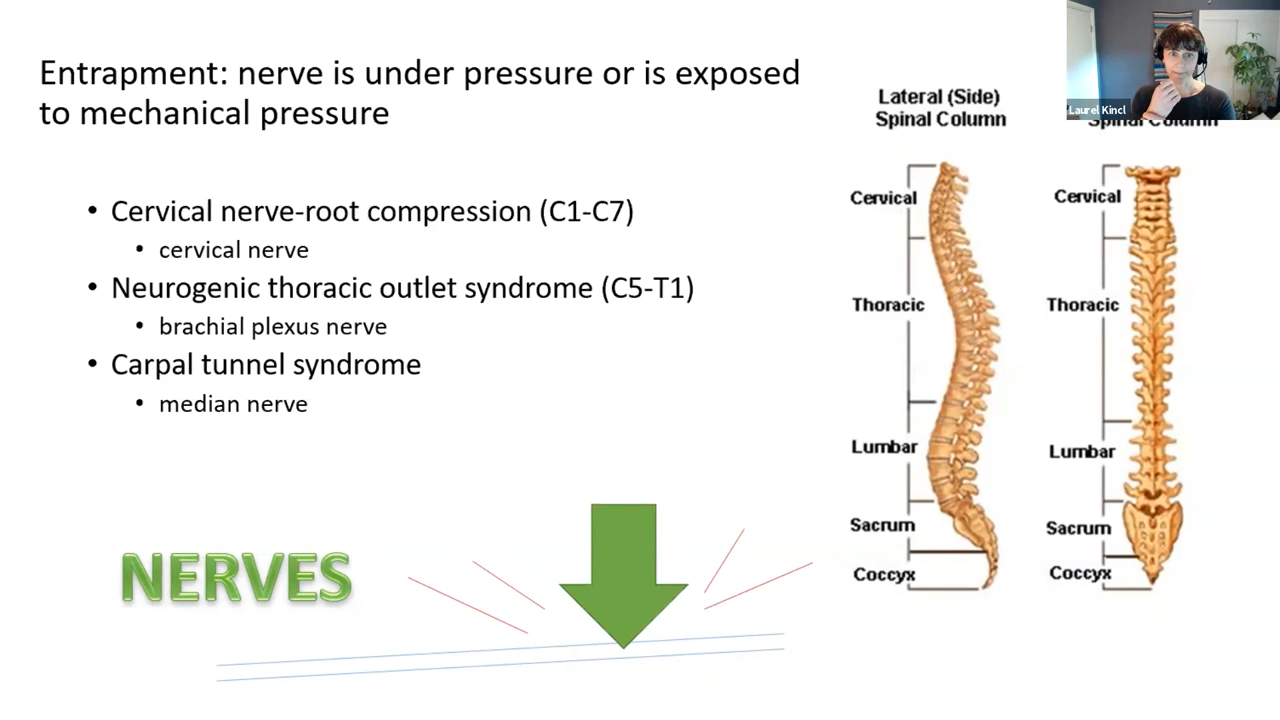 Entrapment: nerve is under pressure or is exposed
to mechanical pressure
• Cervical nerve-root compression (C1-C7)
• cervical nerve
• Neurogenic thoracic outlet syndrome (C5-T1)
• brachial plexus nerve
• Carpal tunnel syndrome
• median nerve
NERVES
Lateral (Side)
Spinal Column
Cervical
Thoracic
Lumbar
Sacrum
Coccyx
Laurel Kincl
Spinal Column
Cervical
Thoracic
Lumbar
Sacrum
Coccyx